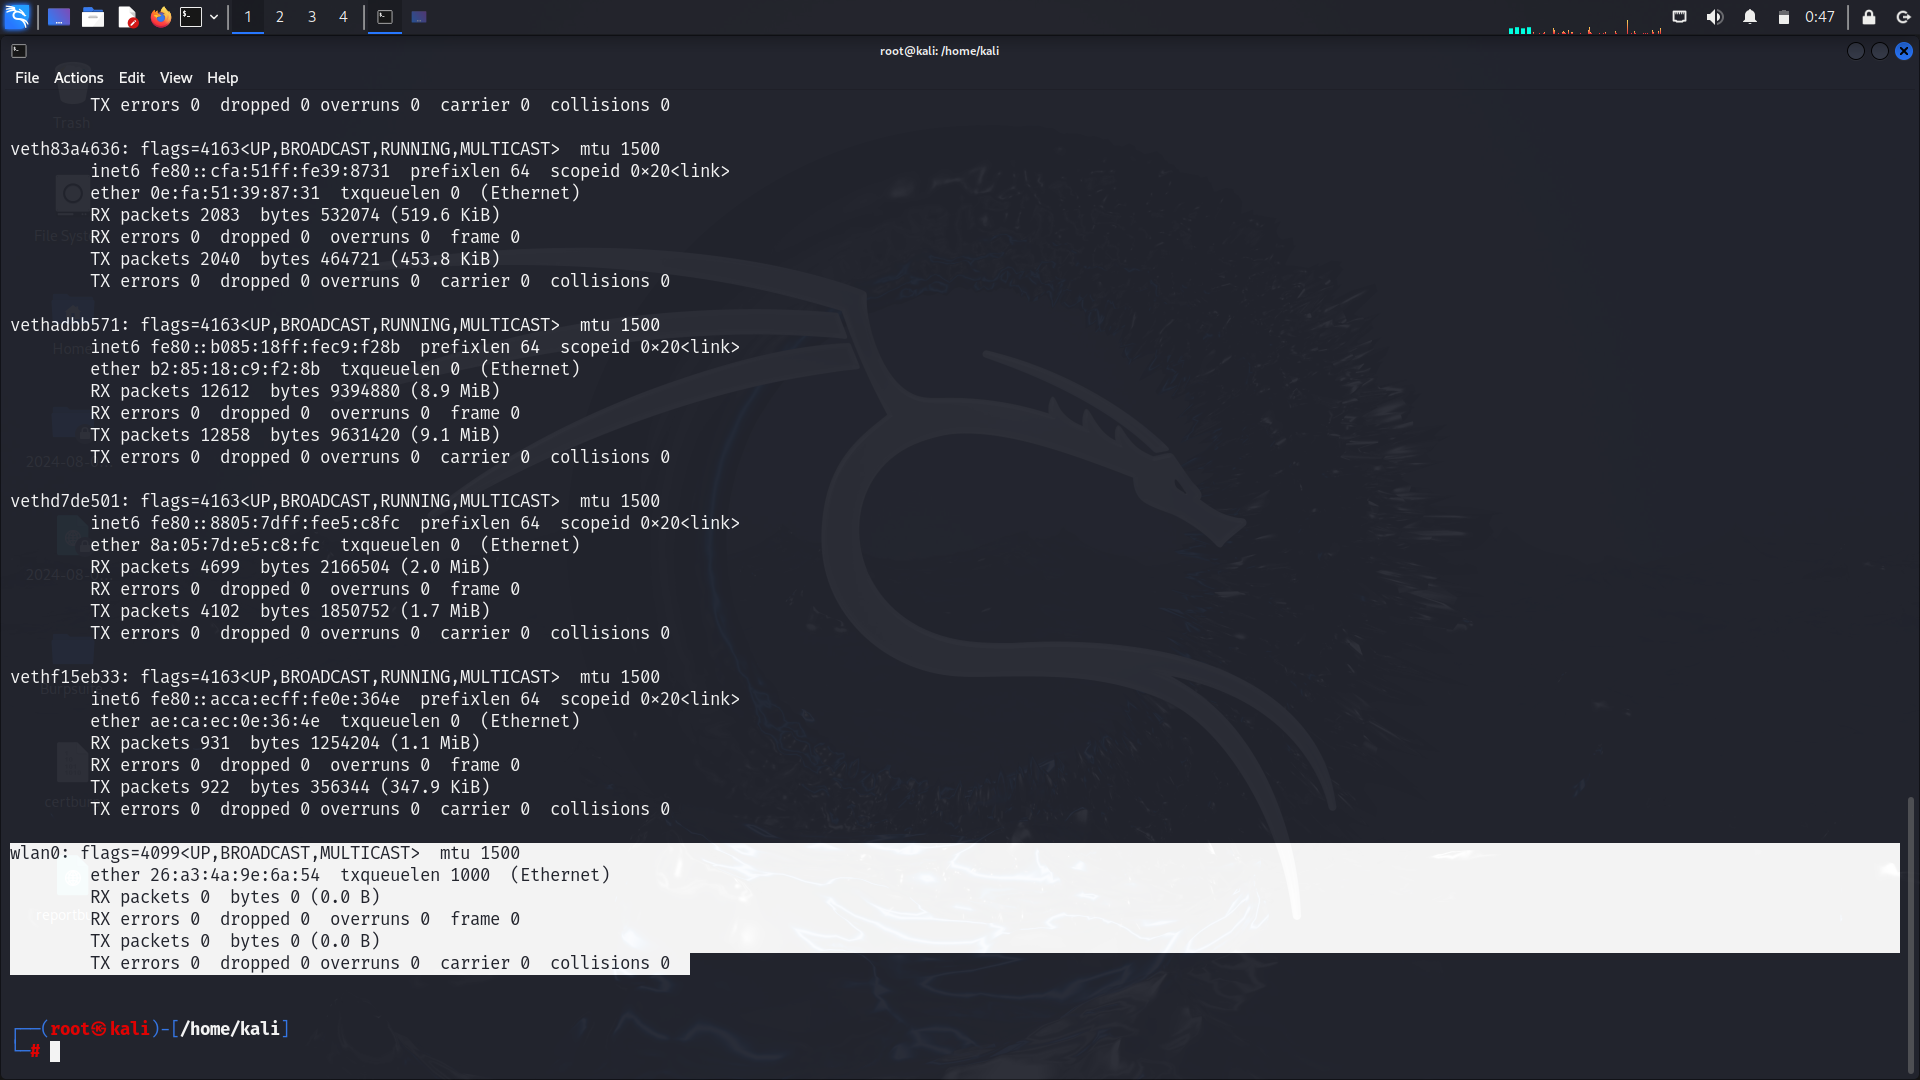 1 2 3 4 0:47
root@kali: /home/kali
File Actions Edit View Help
TX errors 0  dropped 0 overruns 0  carrier 0  collisions 0
Trash
veth83a4636: flags=4163<UP,BROADCAST,RUNNING,MULTICAST>  mtu 1500
inet6 fe80::cfa:51ff:fe39:8731  prefixlen 64  scopeid 0×20<link>
ether 0e:fa:51:39:87:31  txqueuelen 0  (Ethernet)
RX packets 2083  bytes 532074 (519.6 KiB)
File Sys
RX errors 0  dropped 0  overruns 0  frame 0
TX packets 2040  bytes 464721 (453.8 KiB)
TX errors 0  dropped 0 overruns 0  carrier 0  collisions 0
vethadbb571: flags=4163<UP,BROADCAST,RUNNING,MULTICAST>  mtu 1500
Home
inet6 fe80::b085:18ff:fec9:f28b  prefixlen 64  scopeid 0×20<link>
ether b2:85:18:c9:f2:8b  txqueuelen 0  (Ethernet)
RX packets 12612  bytes 9394880 (8.9 MiB)
RX errors 0  dropped 0  overruns 0  frame 0
TX packets 12858  bytes 9631420 (9.1 MiB)
2024-08-
TX errors 0  dropped 0 overruns 0  carrier 0  collisions 0
vethd7de501: flags=4163<UP,BROADCAST,RUNNING,MULTICAST>  mtu 1500
inet6 fe80::8805:7dff:fee5:c8fc  prefixlen 64  scopeid 0×20<link>
ether 8a:05:7d:e5:c8:fc  txqueuelen 0  (Ethernet)
RX packets 4699  bytes 2166504 (2.0 MiB)
2024-08-
RX errors 0  dropped 0  overruns 0  frame 0
TX packets 4102  bytes 1850752 (1.7 MiB)
TX errors 0  dropped 0 overruns 0  carrier 0  collisions 0
vethf15eb33: flags=4163<UP,BROADCAST,RUNNING,MULTICAST>  mtu 1500
Burpsu
inet6 fe80::acca:ecff:fe0e:364e  prefixlen 64  scopeid 0×20<link>
ether ae:ca:ec:0e:36:4e  txqueuelen 0  (Ethernet)
RX packets 931  bytes 1254204 (1.1 MiB)
RX errors 0  dropped 0  overruns 0  frame 0
TX packets 922  bytes 356344 (347.9 KiB)
certbu
TX errors 0  dropped 0 overruns 0  carrier 0  collisions 0
wlan0: flags=4099<UP,BROADCAST,MULTICAST>  mtu 1500
ether 26:a3:4a:9e:6a:54  txqueuelen 1000  (Ethernet)
RX packets 0  bytes 0 (0.0 B)
report
RX errors 0  dropped 0  overruns 0  frame 0
TX packets 0  bytes 0 (0.0 B)
TX errors 0  dropped 0 overruns 0  carrier 0  collisions 0
┌──(root㉿kali)-[/home/kali]
└─#